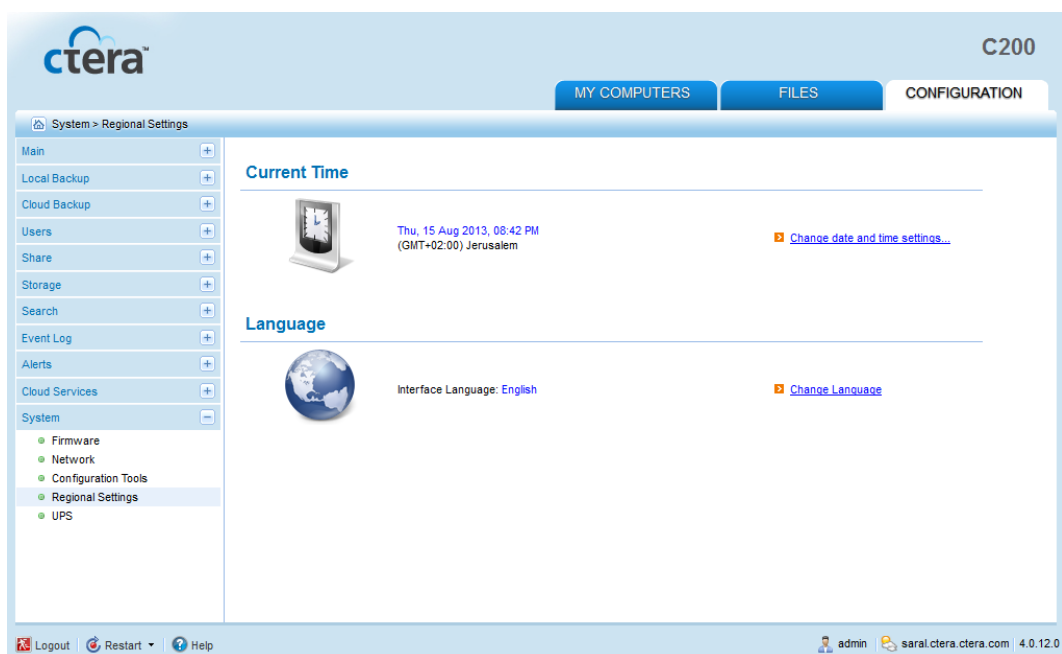 ctera™
C200
MY COMPUTERS
FILES
CONFIGURATION
System > Regional Settings
Main
Local Backup
Cloud Backup
Users
Share
Storage
Search
Event Log
Alerts
Cloud Services
System
Firmware
Network
Configuration Tools
Regional Settings
UPS
Current Time
Thu, 15 Aug 2013, 08:42 PM
(GMT+02:00) Jerusalem
Change date and time settings...
Language
Interface Language: English
Change Language
Logout
Restart
Help
admin
saral.ctera.ctera.com
4.0.12.0